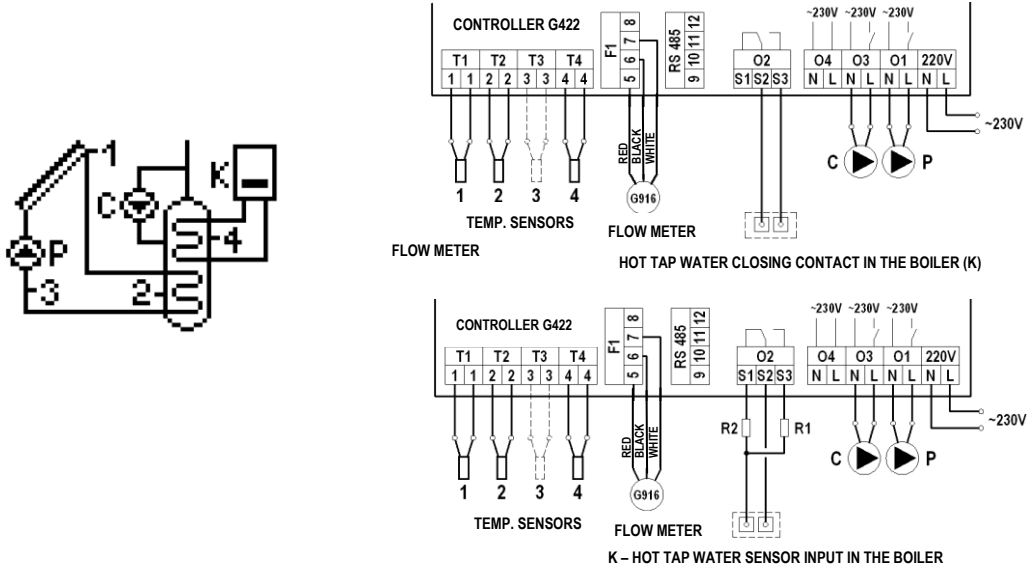 1
K
C
4
P
3
2
CONTROLLER G422
T1 T2 T3 T4
1 1 2 2 3 3 4 4
F1
5 6 7 8
RS 485
9 10 11 12
O2
S1 S2 S3
~230V ~230V ~230V
O4 O3 O1 220V
N L N L N L N L
~230V
RED
BLACK
WHITE
C P
1 2 3 4
G916
TEMP. SENSORS
FLOW METER
FLOW METER
HOT TAP WATER CLOSING CONTACT IN THE BOILER (K)
CONTROLLER G422
T1 T2 T3 T4
1 1 2 2 3 3 4 4
F1
5 6 7 8
RS 485
9 10 11 12
O2
S1 S2 S3
~230V ~230V ~230V
O4 O3 O1 220V
N L N L N L N L
~230V
R2 R1
RED
BLACK
WHITE
C P
1 2 3 4
G916
TEMP. SENSORS
FLOW METER
K – HOT TAP WATER SENSOR INPUT IN THE BOILER